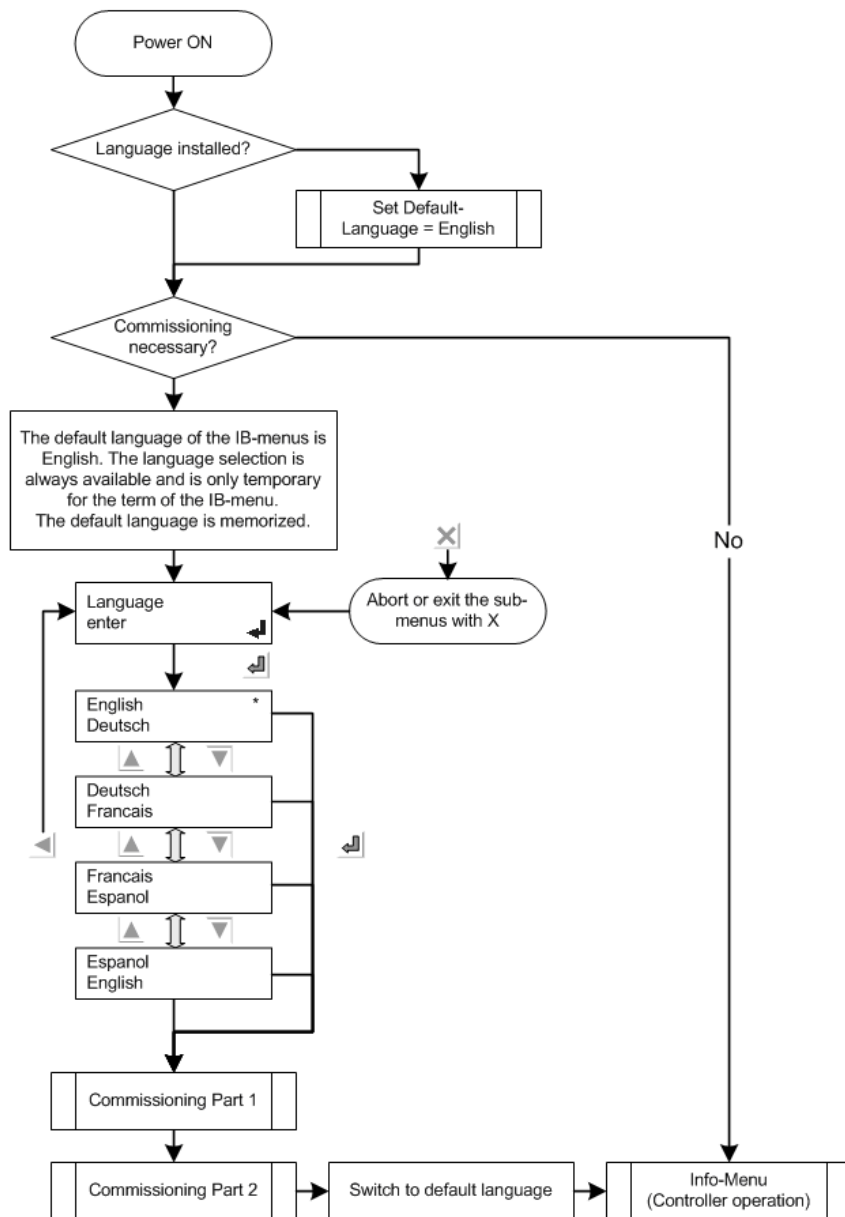 Power ON
Language installed?
Set Default-
Language = English
Commissioning
necessary?
The default language of the IB-menus is
English. The language selection is
always available and is only temporary
for the term of the IB-menu.
The default language is memorized.
No
Abort or exit the sub-
menus with X
Language
enter
English *
Deutsch
Deutsch
Francais
Francais
Espanol
Espanol
English
Commissioning Part 1
Commissioning Part 2
Switch to default language
Info-Menu
(Controller operation)